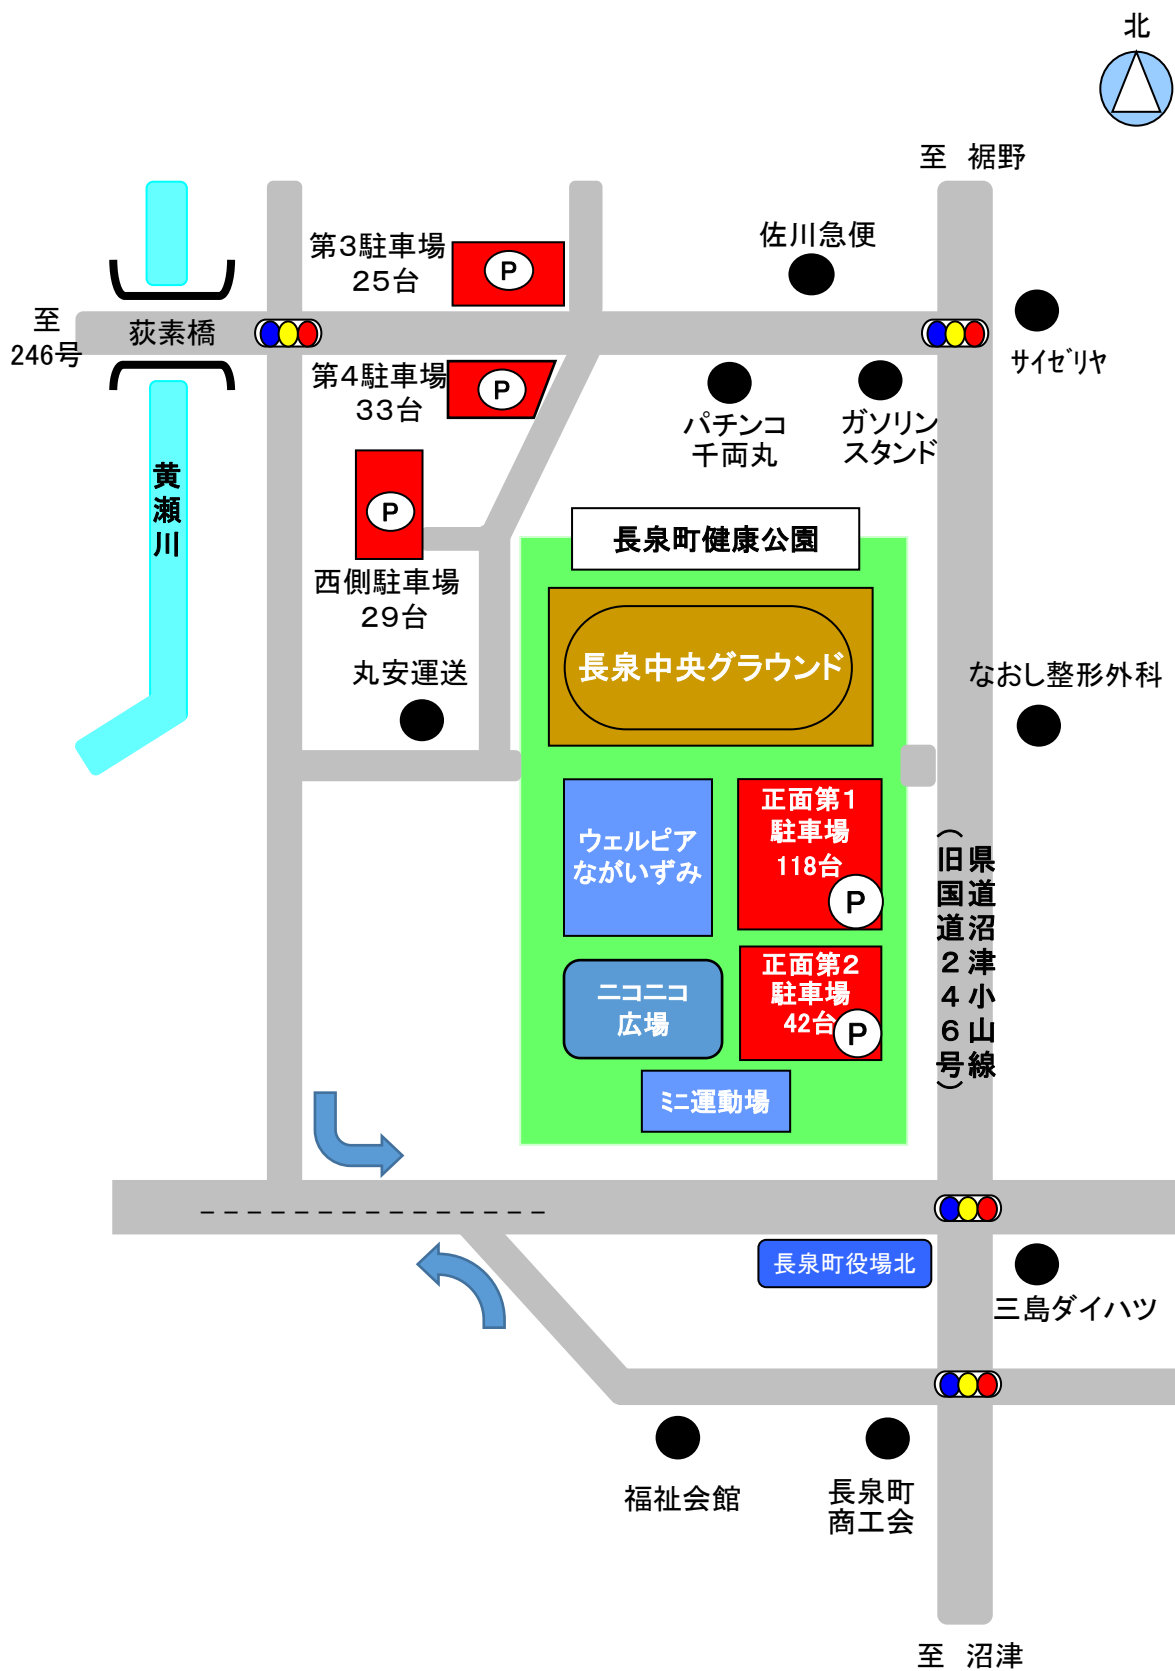 北
至 裾野
佐川急便
第3駐車場
25台
P
至
246号
荻素橋
サイゼリヤ
第4駐車場
33台
P
パチンコ
千両丸
ガソリン
スタンド
黄瀬川
P
西側駐車場
29台
長泉町健康公園
長泉中央グラウンド
丸安運送
なおし整形外科
ウェルピア
ながいずみ
正面第1
駐車場
118台
P
県道沼津小山線
(旧国道246号)
正面第2
駐車場
42台
P
ニコニコ
広場
ミニ運動場
長泉町役場北
三島ダイハツ
福祉会館
長泉町
商工会
至 沼津